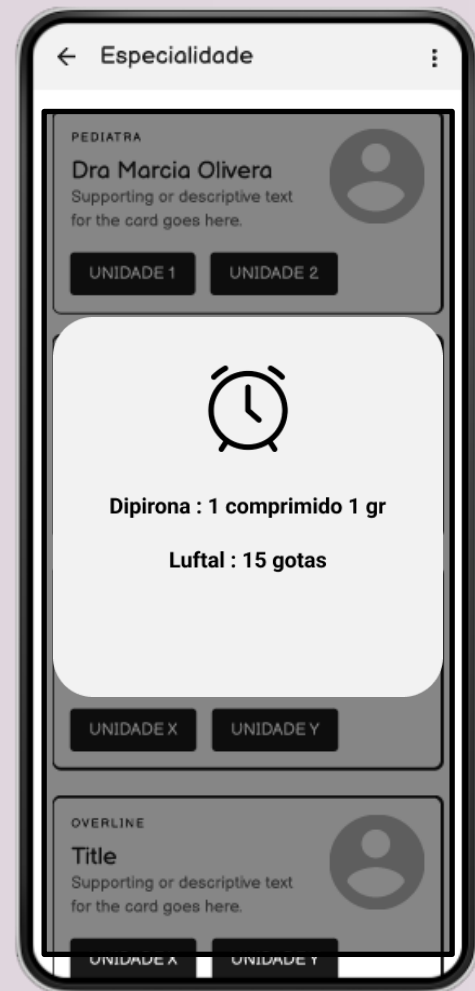 Especialidade
PEDIATRA
Dra Marcia Olivera
Supporting or descriptive text
for the card goes here.
UNIDADE 1
UNIDADE 2
Dipirona : 1 comprimido 1 gr
Luftal : 15 gotas
UNIDADE X
UNIDADE Y
OVERLINE
Title
Supporting or descriptive text
for the card goes here.
UNIDADE X
UNIDADE Y